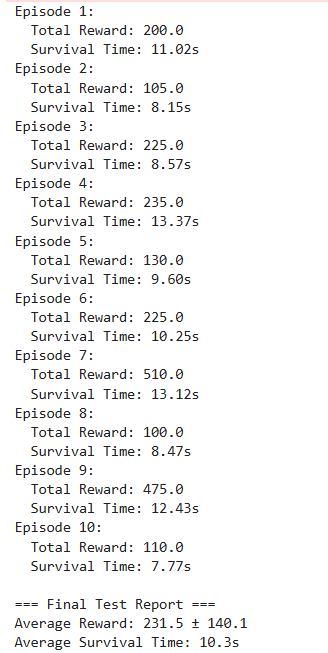 Episode 1:
  Total Reward: 200.0
  Survival Time: 11.02s
Episode 2:
  Total Reward: 105.0
  Survival Time: 8.15s
Episode 3:
  Total Reward: 225.0
  Survival Time: 8.57s
Episode 4:
  Total Reward: 235.0
  Survival Time: 13.37s
Episode 5:
  Total Reward: 130.0
  Survival Time: 9.60s
Episode 6:
  Total Reward: 225.0
  Survival Time: 10.25s
Episode 7:
  Total Reward: 510.0
  Survival Time: 13.12s
Episode 8:
  Total Reward: 100.0
  Survival Time: 8.47s
Episode 9:
  Total Reward: 475.0
  Survival Time: 12.43s
Episode 10:
  Total Reward: 110.0
  Survival Time: 7.77s

=== Final Test Report ===
Average Reward: 231.5 ± 140.1
Average Survival Time: 10.3s